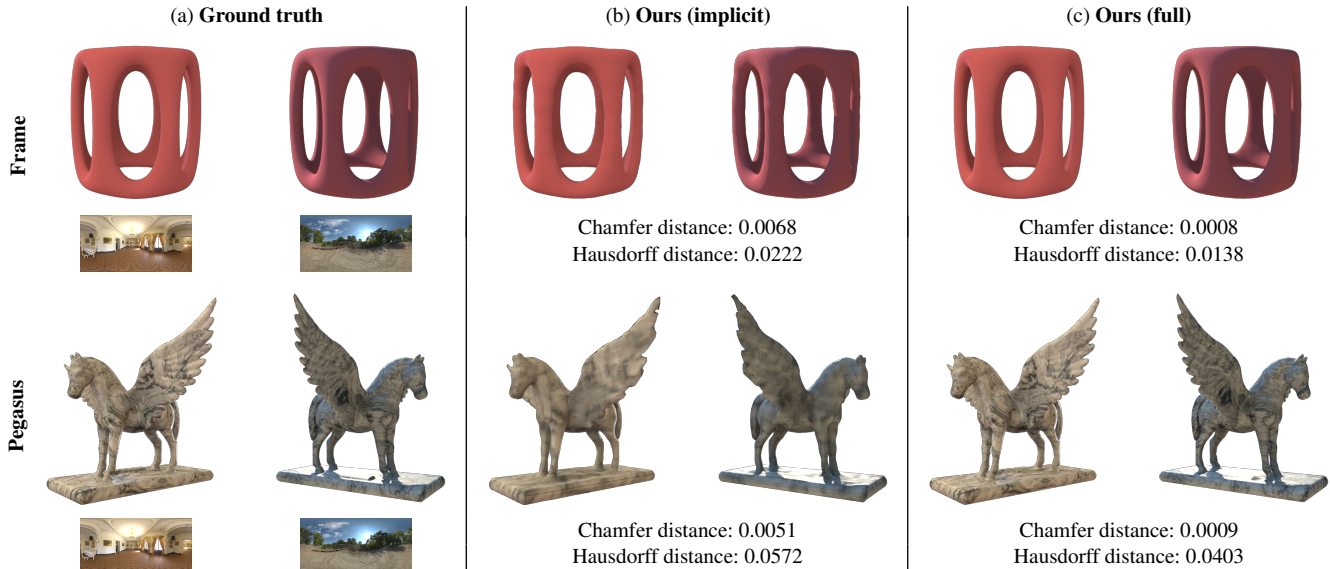 (a) Ground truth
(b) Ours (implicit)
(c) Ours (full)
Frame
Chamfer distance: 0.0068
Hausdorff distance: 0.0222
Chamfer distance: 0.0008
Hausdorff distance: 0.0138
Pegasus
Chamfer distance: 0.0051
Hausdorff distance: 0.0572
Chamfer distance: 0.0009
Hausdorff distance: 0.0403